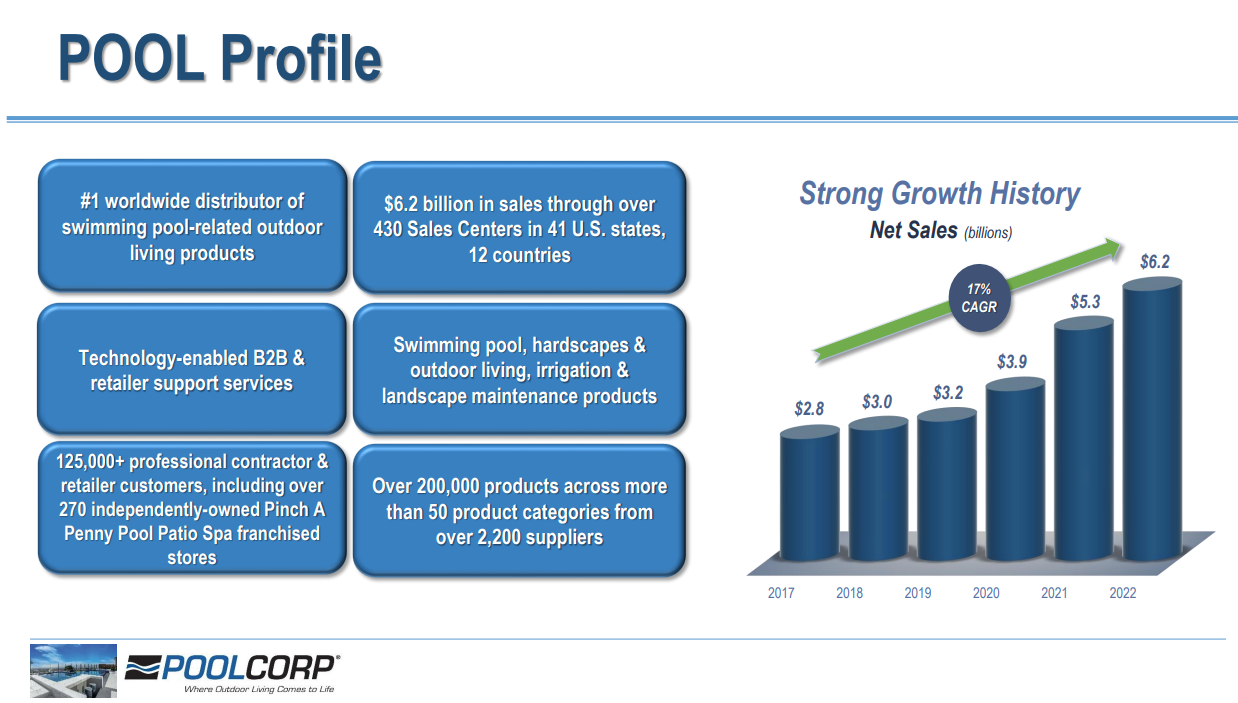 POOL Profile
#1 worldwide distributor of
swimming pool-related outdoor
living products
$6.2 billion in sales through over
430 Sales Centers in 41 U.S. states,
12 countries
Technology-enabled B2B &
retailer support services
Swimming pool, hardscapes &
outdoor living, irrigation &
landscape maintenance products
125,000+ professional contractor &
retailer customers, including over
270 independently-owned Pinch A
Penny Pool Patio Spa franchised
stores
Over 200,000 products across more
than 50 product categories from
over 2,200 suppliers
Strong Growth History
Net Sales (billions)
17%
CAGR
$2.8
$3.0
$3.2
$3.9
$5.3
$6.2
2017
2018
2019
2020
2021
2022
POOLCORP®
Where Outdoor Living Comes to Life